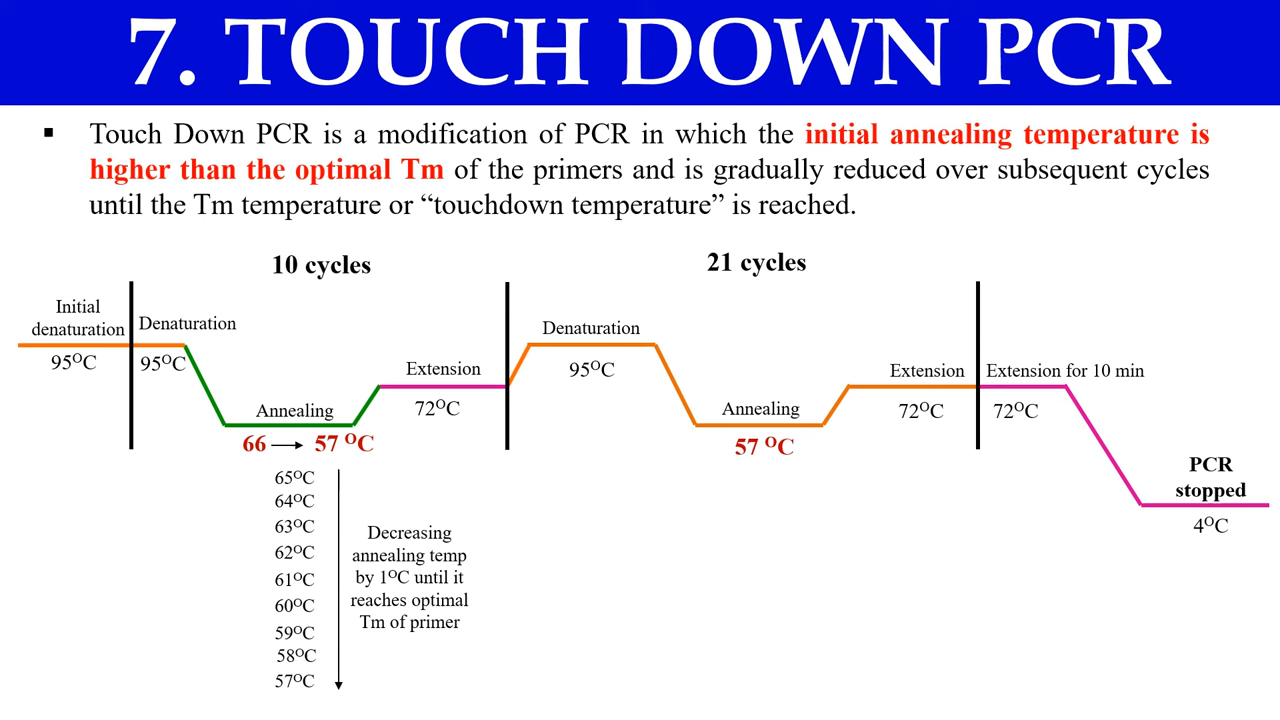 7. TOUCH DOWN PCR
▪ Touch Down PCR is a modification of PCR in which the initial annealing temperature is
higher than the optimal Tm of the primers and is gradually reduced over subsequent cycles
until the Tm temperature or “touchdown temperature” is reached.
10 cycles
21 cycles
Initial
denaturation
95ᴼC
Denaturation
95ᴼC
Annealing
66 → 57 ᴼC
Extension
72ᴼC
Denaturation
95ᴼC
Annealing
57 ᴼC
Extension
72ᴼC
Extension for 10 min
72ᴼC
PCR
stopped
4ᴼC
65ᴼC
64ᴼC
63ᴼC
62ᴼC
61ᴼC
60ᴼC
59ᴼC
58ᴼC
57ᴼC
Decreasing
annealing temp
by 1ᴼC until it
reaches optimal
Tm of primer